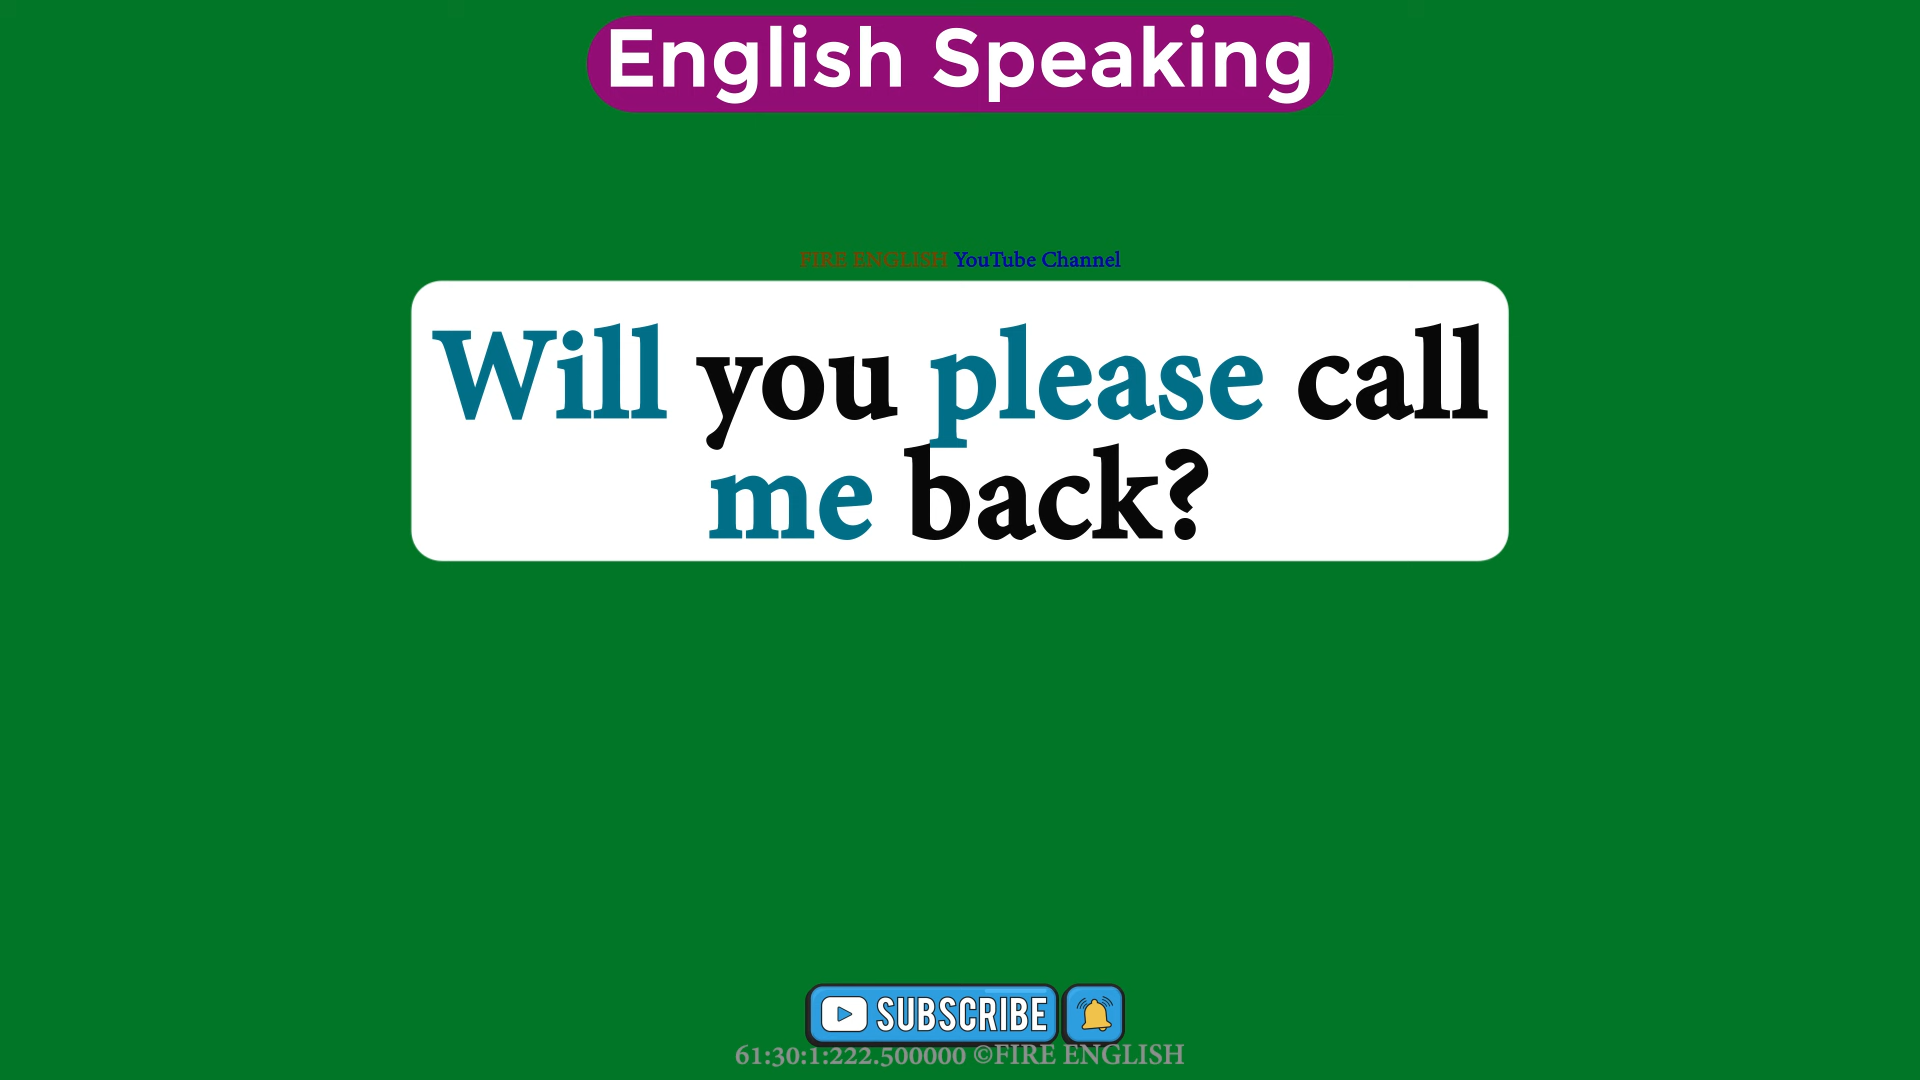 English Speaking
FIRE ENGLISH YouTube Channel
Will you please call
me back?
SUBSCRIBE
61:30:1:222.500000 ©FIRE ENGLISH